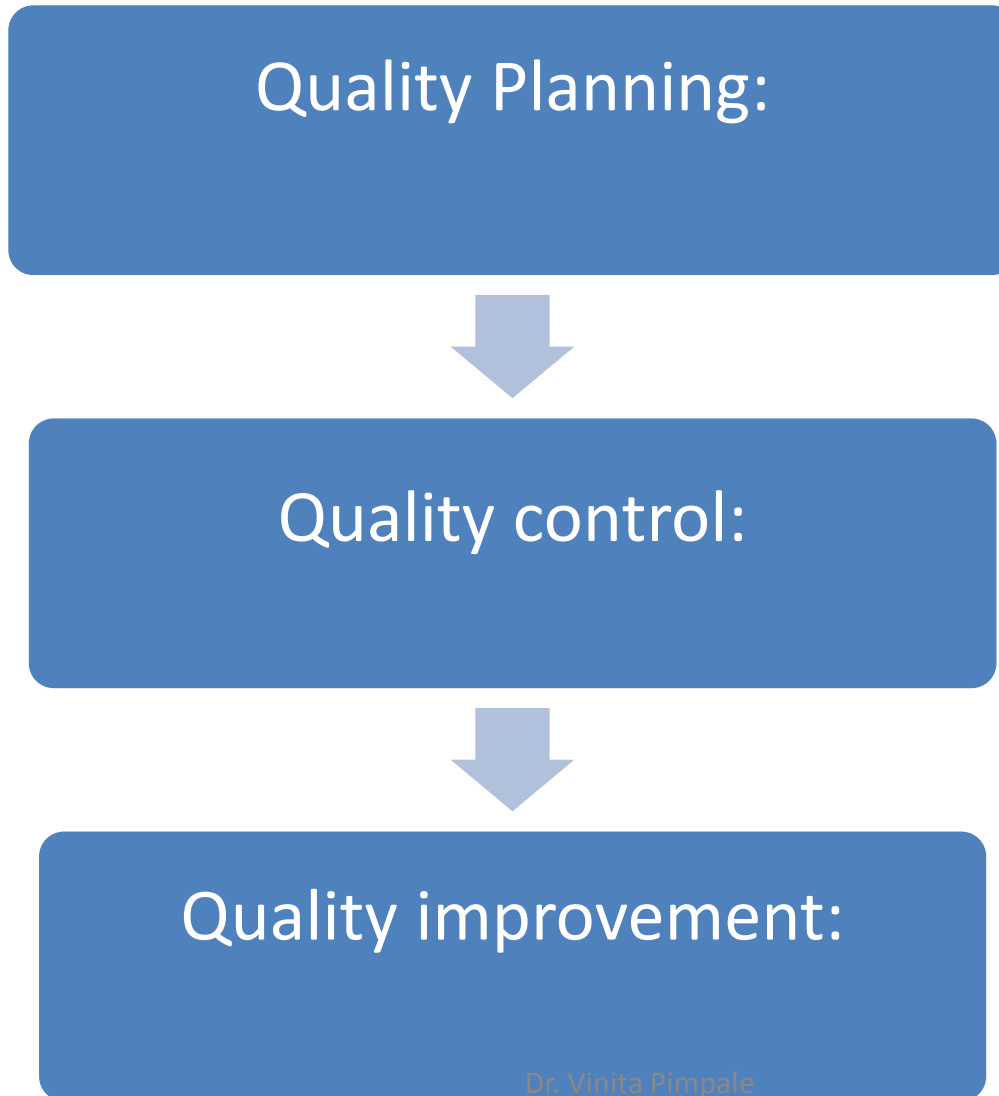 Quality Planning:
Quality control:
Quality improvement:
Dr. Vinita Pimpale